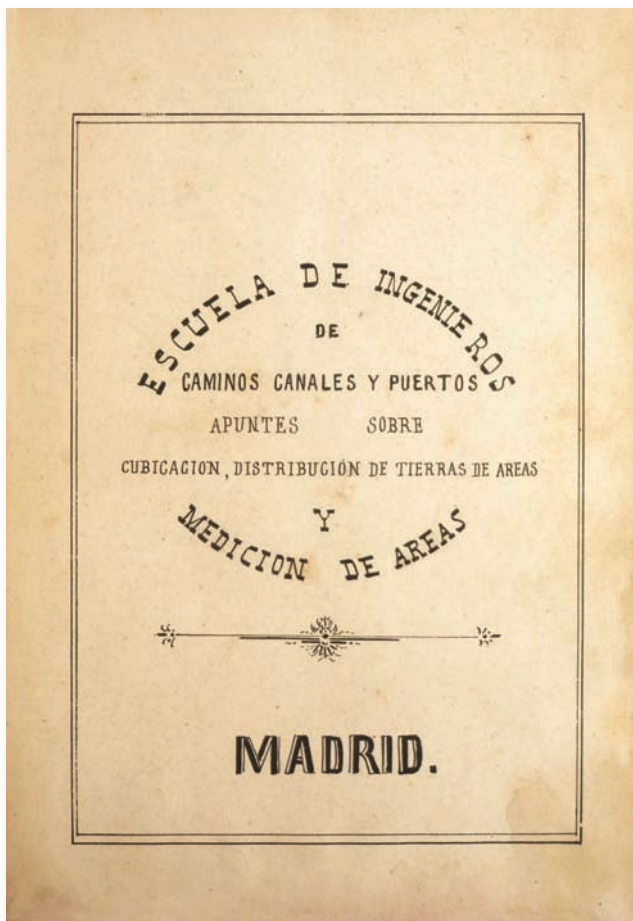 ESCUELA DE INGENIEROS
DE
CAMINOS CANALES Y PUERTOS
APUNTES SOBRE
CUBICACION, DISTRIBUCIÓN DE TIERRAS DE AREAS
Y
MEDICION DE AREAS
MADRID.